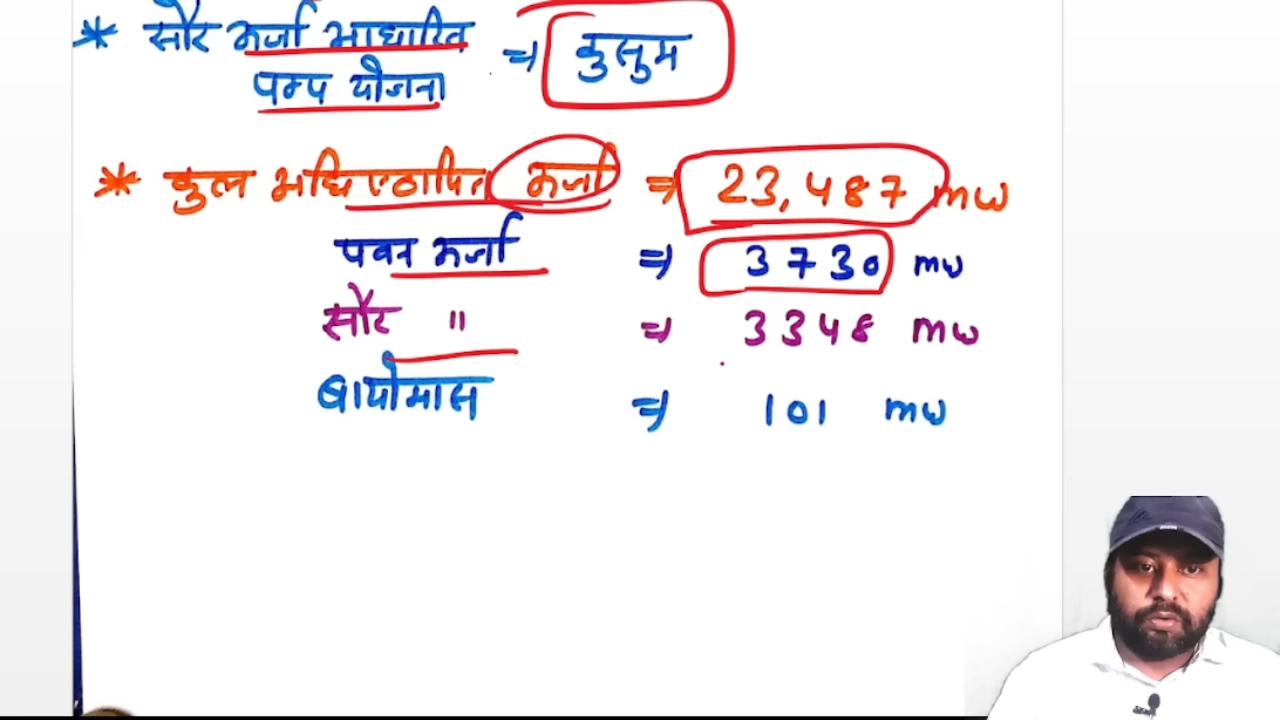 * सौर ऊर्जा आधारित ⇒ कुसुम
पम्प योजना
* कुल अधिष्ठापित ऊर्जा ⇒ 23,487 mw
पवन ऊर्जा ⇒ 3730 mw
सौर " ⇒ 3348 mw
बायोमास ⇒ 101 mw